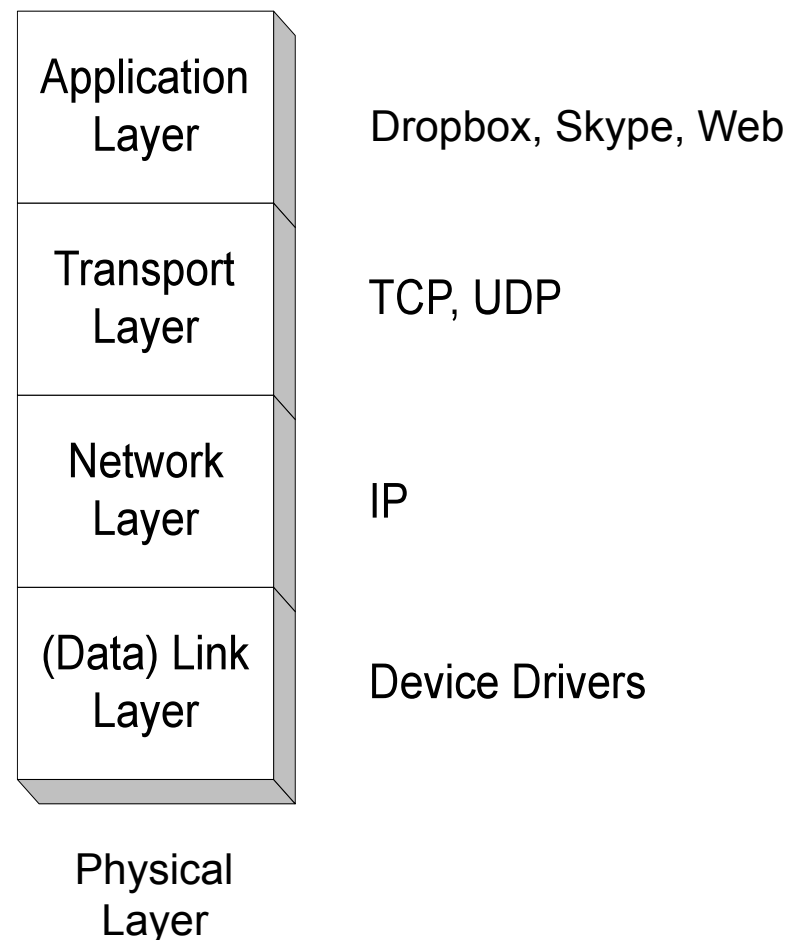 Application
Layer
Dropbox, Skype, Web
Transport
Layer
TCP, UDP
Network
Layer
IP
(Data) Link
Layer
Device Drivers
Physical
Layer